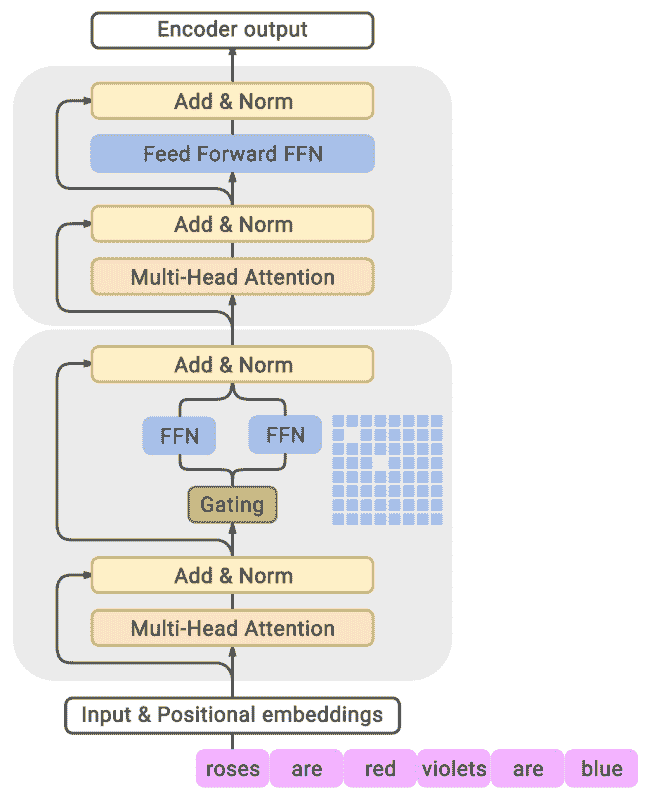 Encoder output
Add & Norm
Feed Forward FFN
Add & Norm
Multi-Head Attention
Add & Norm
FFN FFN
Gating
Add & Norm
Multi-Head Attention
Input & Positional embeddings
roses are red violets are blue